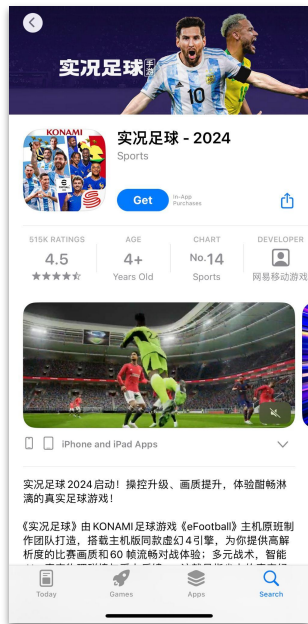 实况足球手游
10
KONAMI
实况足球 - 2024
Sports
Get
In-App
Purchases
515K RATINGS
AGE
CHART
DEVELOPER
4.5
4+
No.14
Years Old
Sports
网易移动游戏
iPhone and iPad Apps
实况足球 2024 启动！操控升级、画质提升，体验酣畅淋
漓的真实足球游戏！
《实况足球》由 KONAMI 足球游戏《eFootball》主机原班制
作团队打造，搭载主机版同款虚幻4引擎，为你提供高解
析度的比赛画质和60 帧流畅对战体验；多元战术，智能
Today
Games
Apps
Search